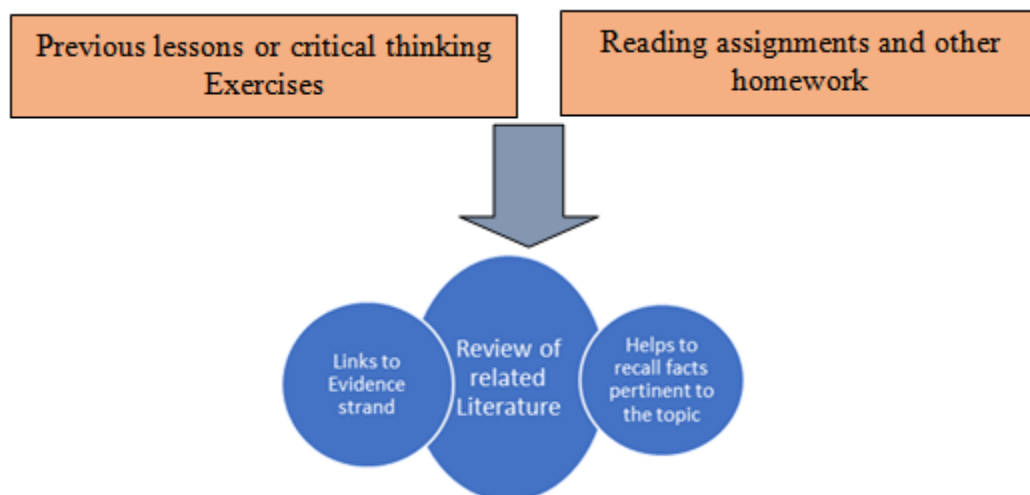 Previous lessons or critical thinking
Exercises
Reading assignments and other
homework
Links to
Evidence
strand
Review of
related
Literature
Helps to
recall facts
pertinent to
the topic